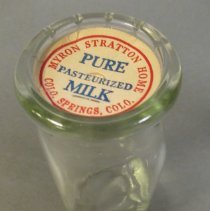 MYRON STRATTON HOME
PURE
PASTEURIZED
MILK
COLO. SPRINGS, COLO.